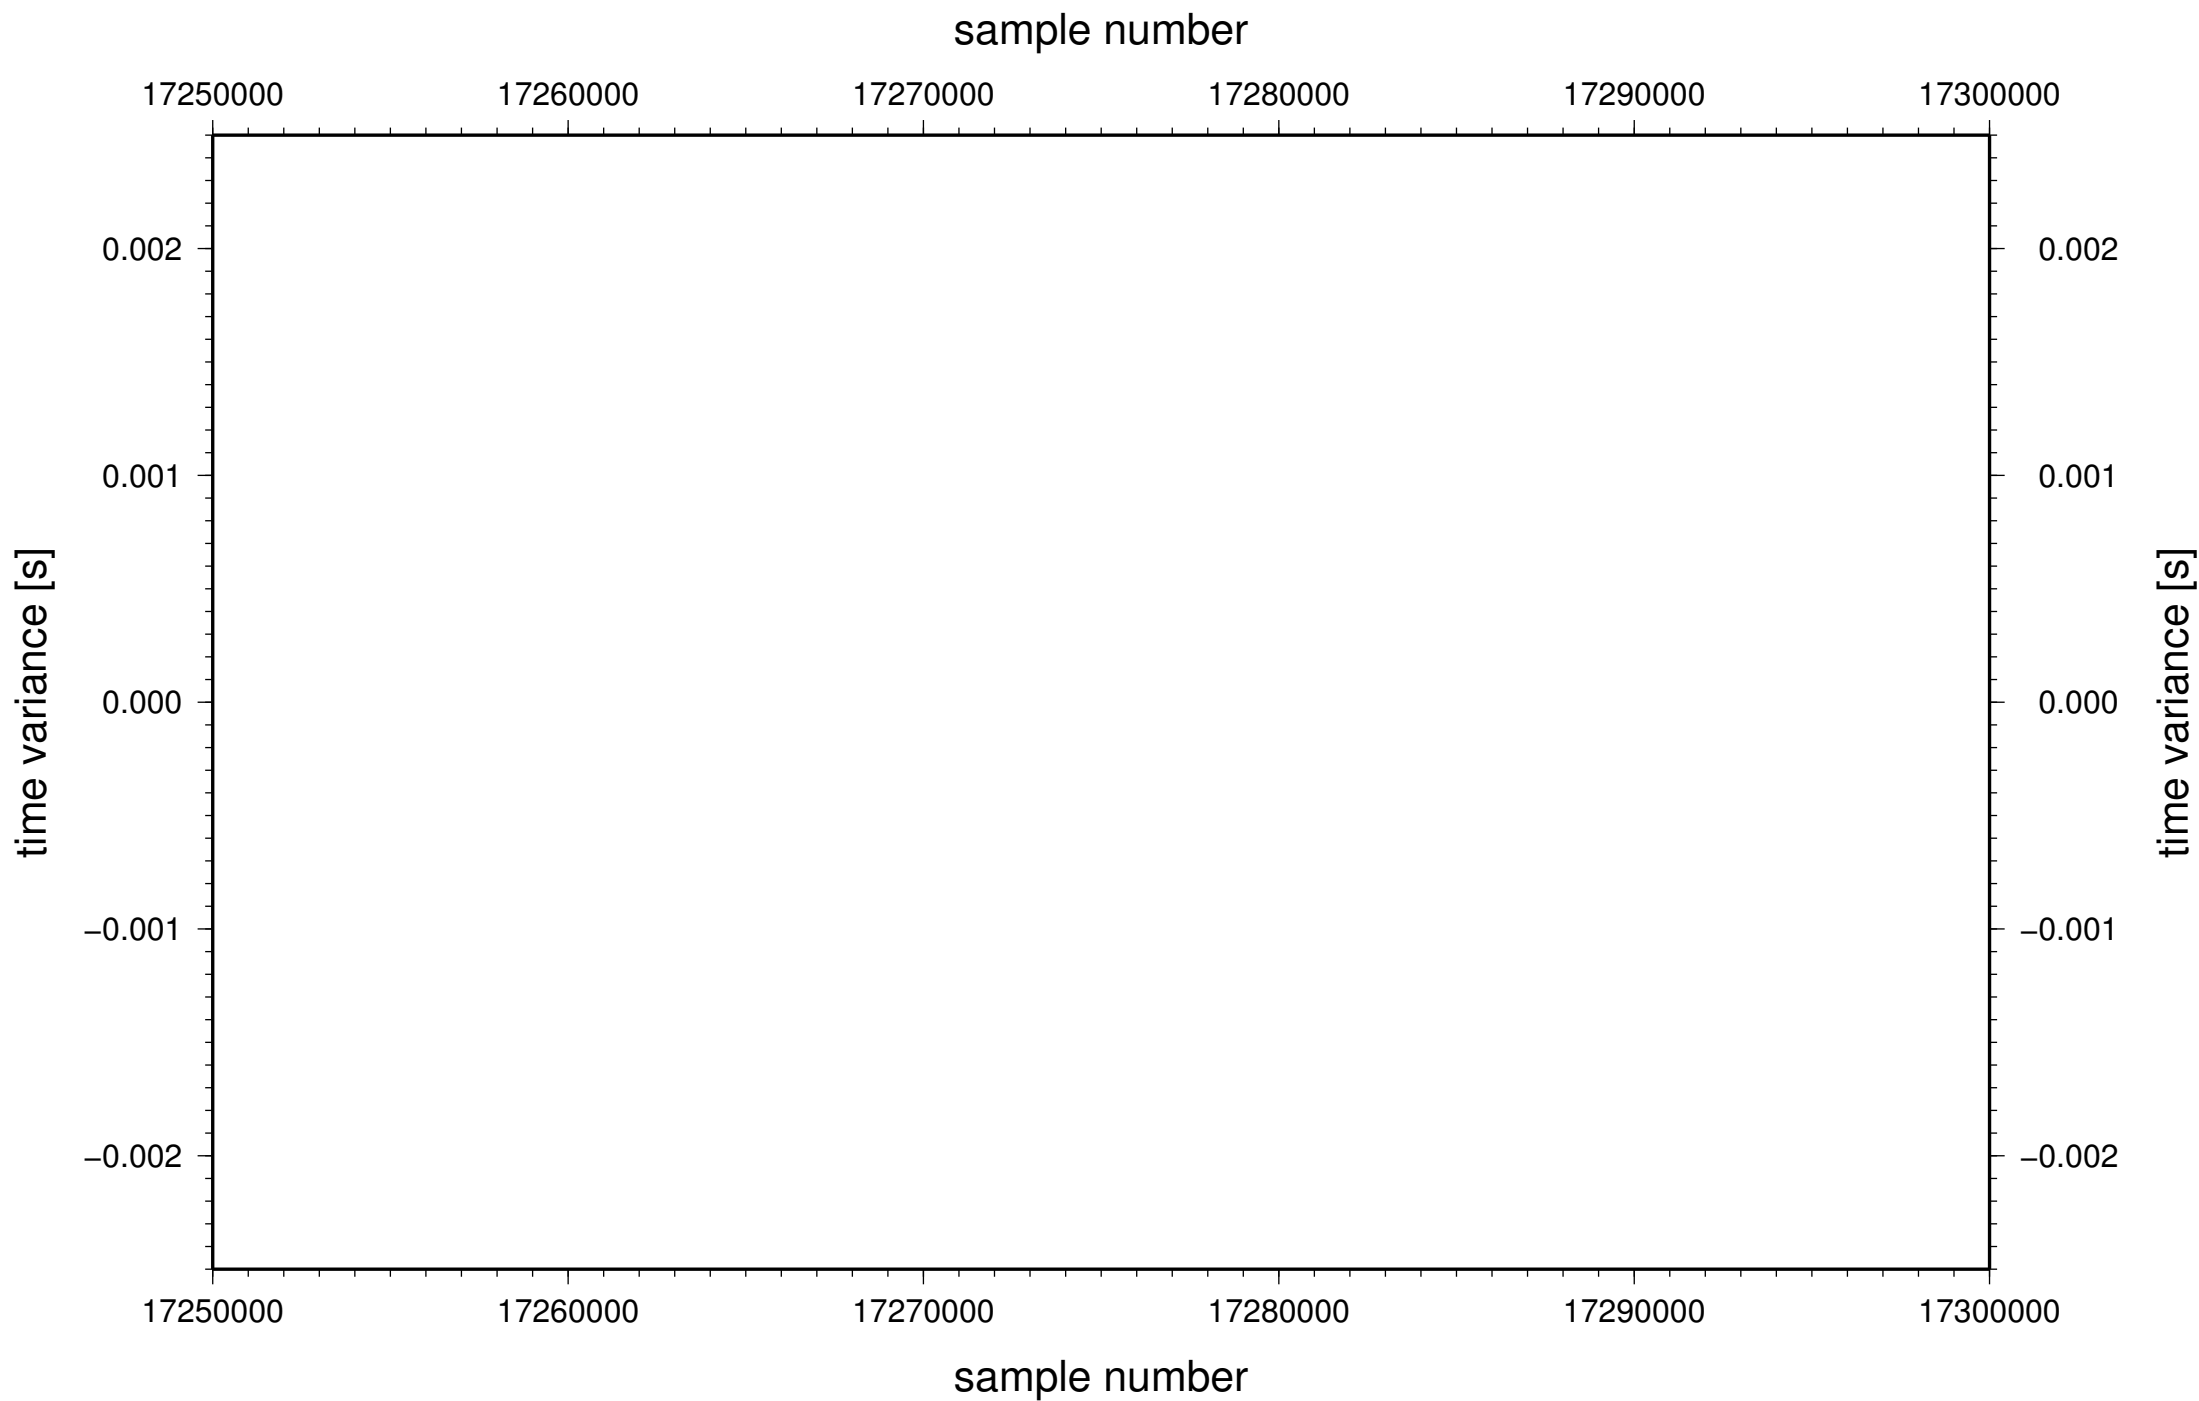 sample number
17250000 17260000 17270000 17280000 17290000 17300000
time variance [s]
0.002 0.002
0.001 0.001
0.000 0.000
−0.001 −0.001
−0.002 −0.002
time variance [s]
17250000 17260000 17270000 17280000 17290000 17300000
sample number